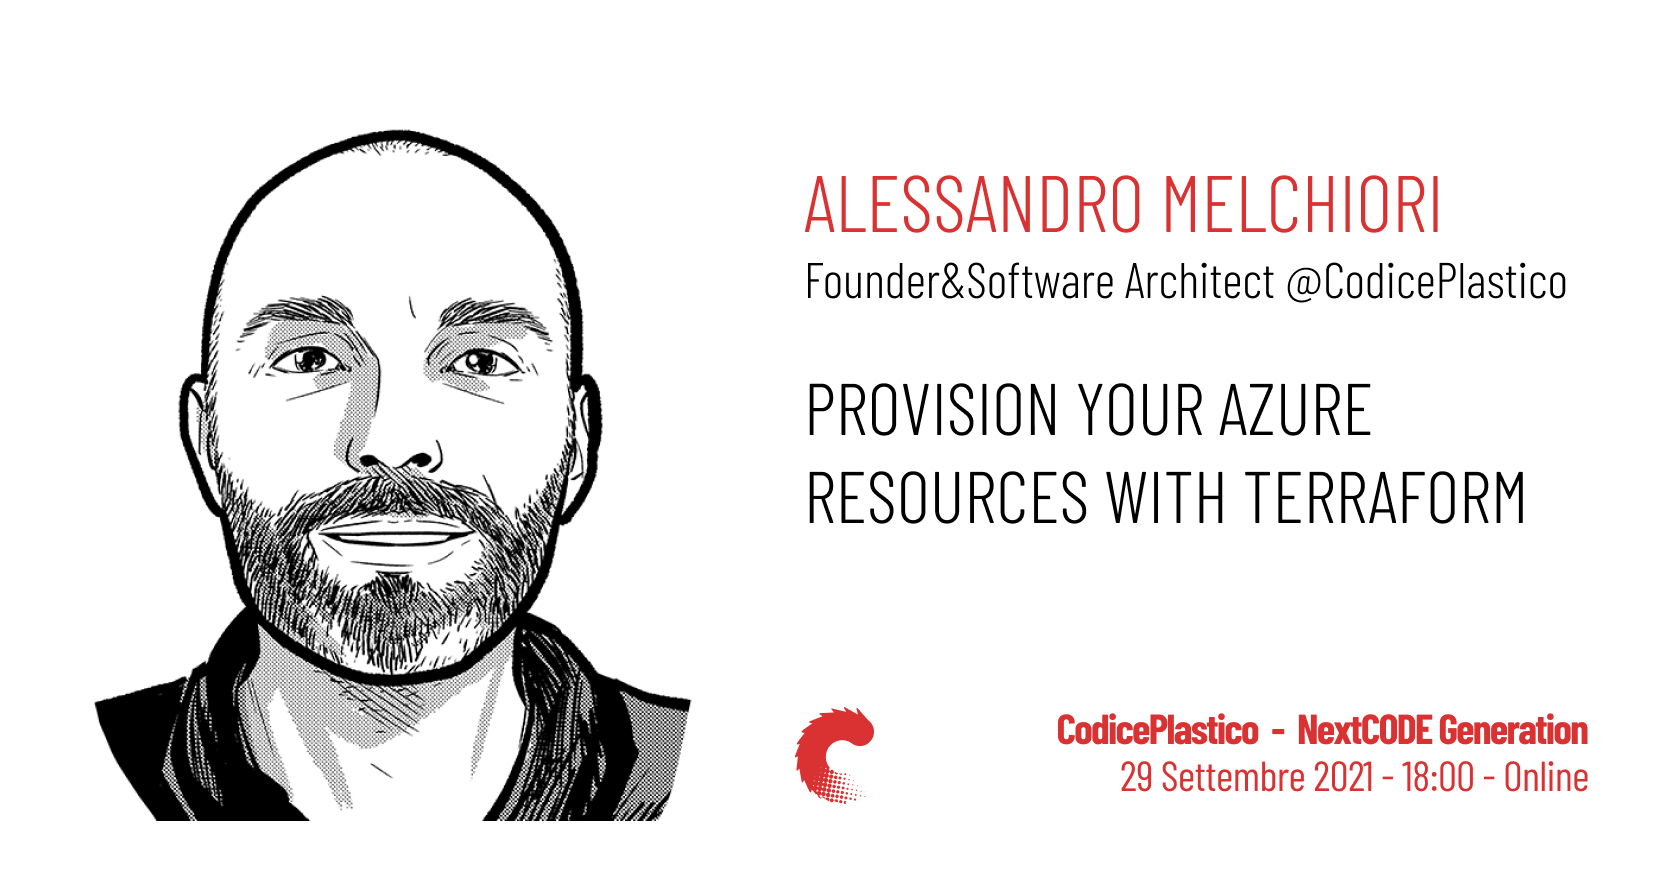 ALESSANDRO MELCHIORI
Founder&Software Architect @CodicePlastico
PROVISION YOUR AZURE
RESOURCES WITH TERRAFORM
CodicePlastico - NextCODE Generation
29 Settembre 2021 - 18:00 - Online